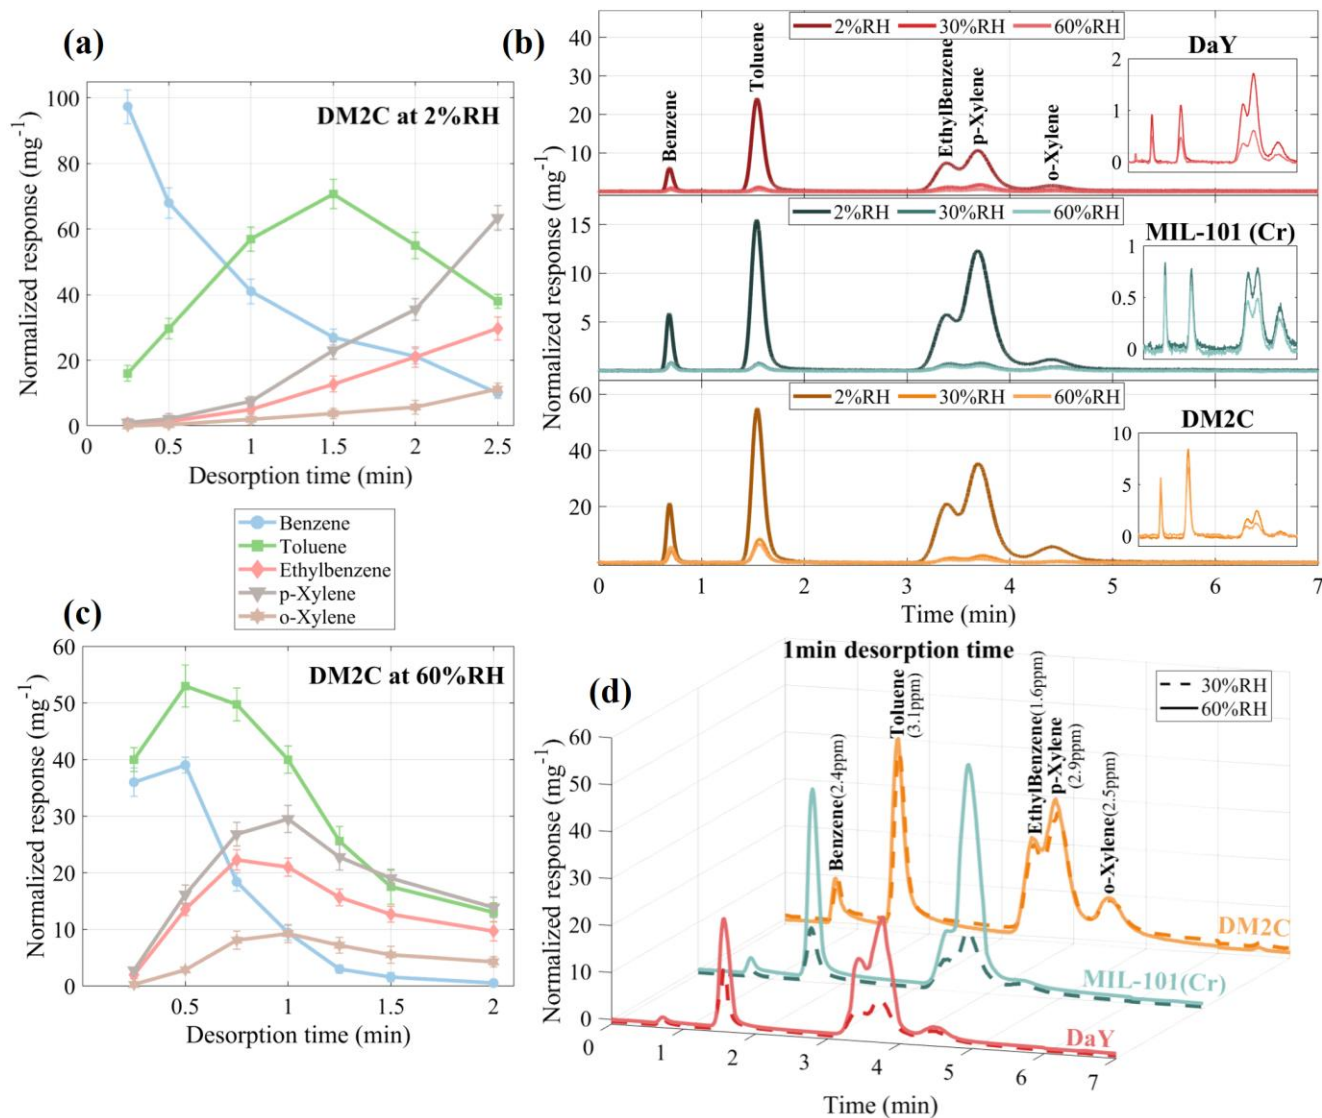 (a)
DM2C at 2%RH
Normalized response (mg⁻¹)
100
80
60
40
20
0
0 0.5 1 1.5 2 2.5
Desorption time (min)
Benzene
Toluene
Ethylbenzene
p-Xylene
o-Xylene
(b)
2%RH 30%RH 60%RH
DaY
Benzene
Toluene
EthylBenzene
p-Xylene
o-Xylene
40
30
20
10
0
2
1
0
2%RH 30%RH 60%RH
MIL-101 (Cr)
Normalized response (mg⁻¹)
15
10
5
1
0.5
0
2%RH 30%RH 60%RH
DM2C
60
40
20
10
5
0
0 1 2 3 4 5 6 7
Time (min)
(c)
DM2C at 60%RH
Normalized response (mg⁻¹)
60
50
40
30
20
10
0
0.5 1 1.5 2
Desorption time (min)
(d)
1min desorption time
30%RH
60%RH
Benzene(2.4ppm)
Toluene
(3.1ppm)
EthylBenzene(1.6ppm)
p-Xylene
(2.9ppm)
o-Xylene(2.5ppm)
DM2C
MIL-101(Cr)
DaY
Normalized response (mg⁻¹)
60
50
40
30
20
10
0
0 1 2 3 4 5 6 7
Time (min)